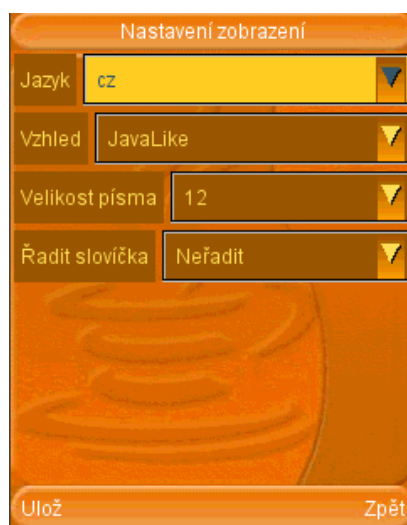 Nastavení zobrazení
Jazyk cz
Vzhled JavaLike
Velikost písma 12
Řadit slovíčka Neřadit
Ulož Zpět